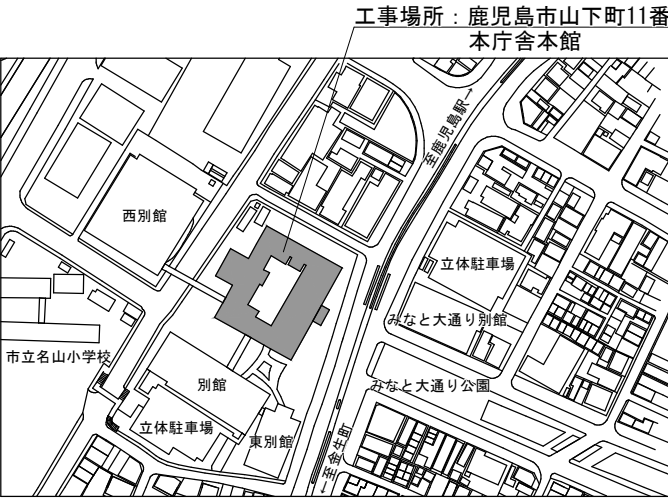 工事場所：鹿児島市山下町11番
本庁舎本館
至鹿児島駅→
西別館
立体駐車場
みなと大通り別館
市立名山小学校
別館
みなと大通り公園
立体駐車場
東別館
←至金生町